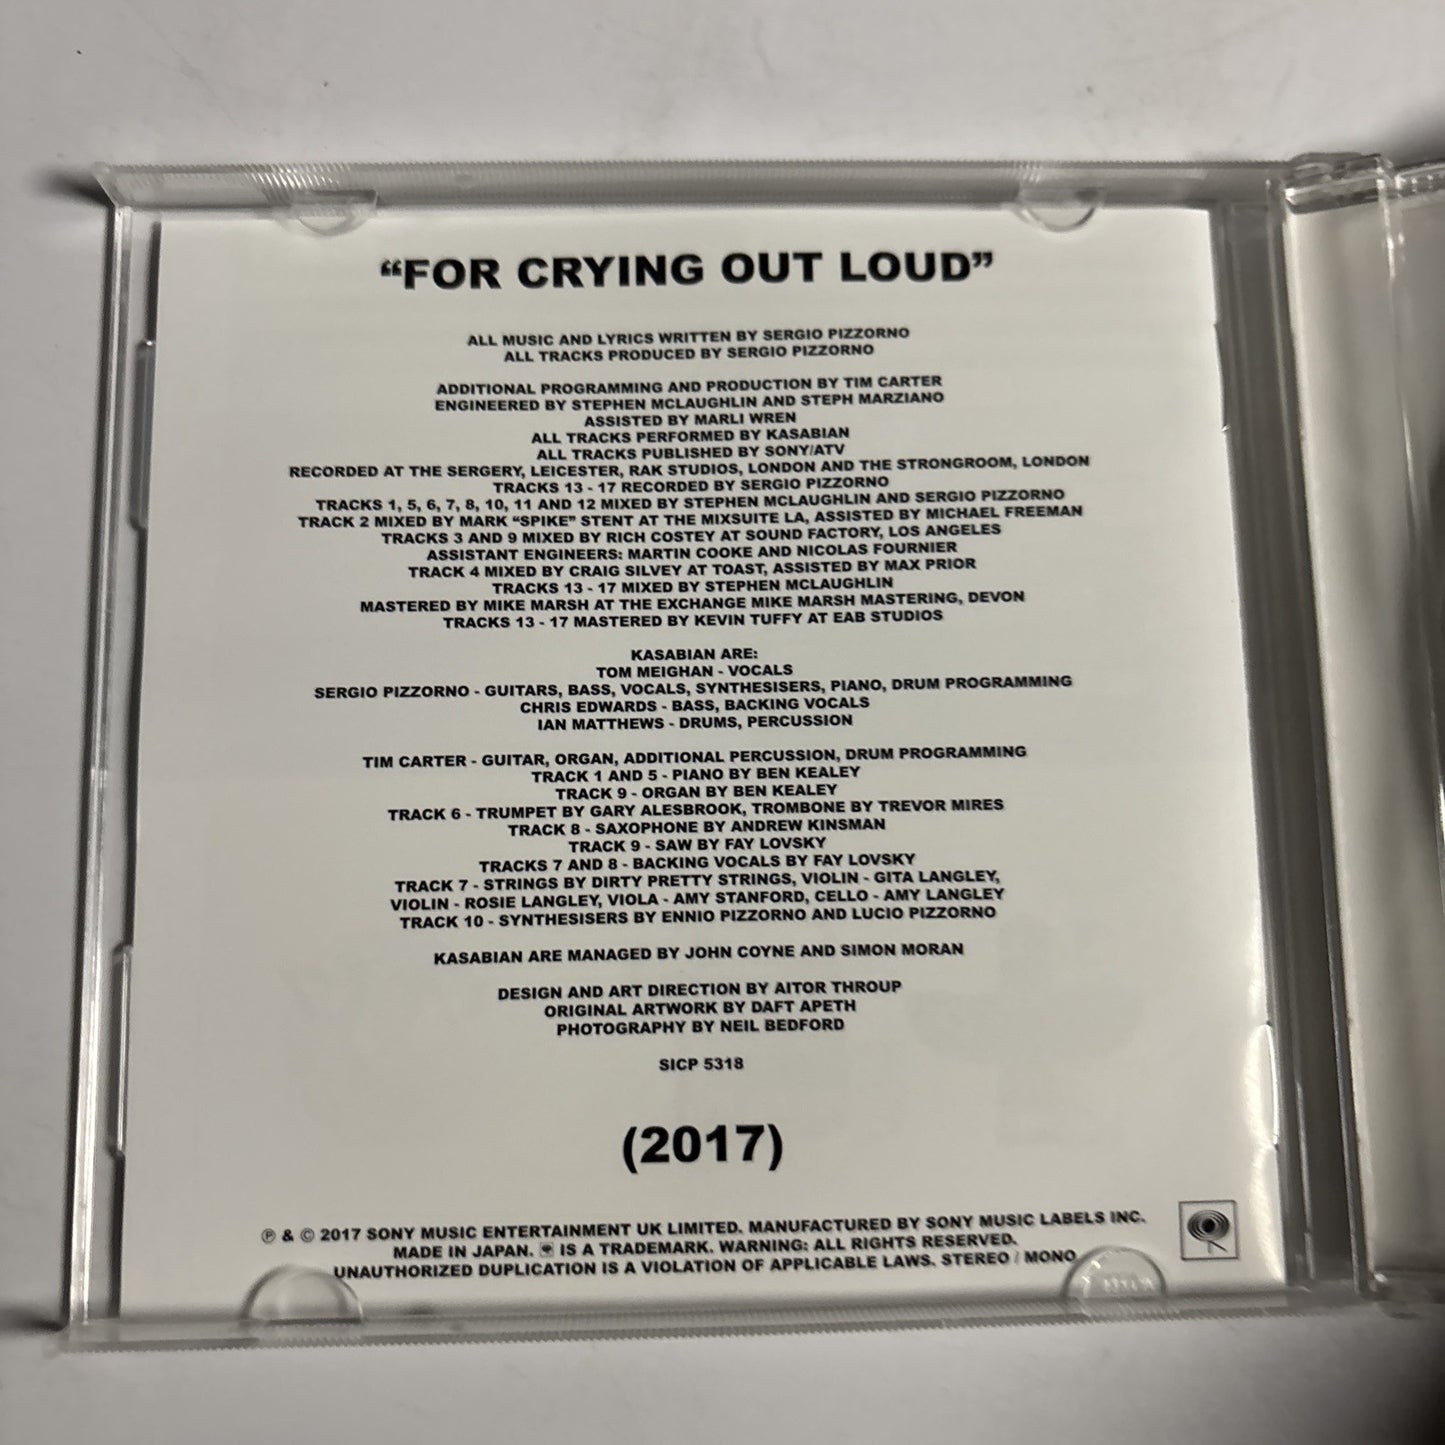 “FOR CRYING OUT LOUD”
ALL MUSIC AND LYRICS WRITTEN BY SERGIO PIZZORNO
ALL TRACKS PRODUCED BY SERGIO PIZZORNO
ADDITIONAL PROGRAMMING AND PRODUCTION BY TIM CARTER
ENGINEERED BY STEPHEN MCLAUGHLIN AND STEPH MARZIANO
ASSISTED BY MARLI WREN
ALL TRACKS PERFORMED BY KASABIAN
ALL TRACKS PUBLISHED BY SONY/ATV
RECORDED AT THE SERGERY, LEICESTER, RAK STUDIOS, LONDON AND THE STRONGROOM, LONDON
TRACKS 13 - 17 RECORDED BY SERGIO PIZZORNO
TRACKS 1, 5, 6, 7, 8, 10, 11 AND 12 MIXED BY STEPHEN MCLAUGHLIN AND SERGIO PIZZORNO
TRACK 2 MIXED BY MARK “SPIKE” STENT AT THE MIXSUITE LA, ASSISTED BY MICHAEL FREEMAN
TRACKS 3 AND 9 MIXED BY RICH COSTEY AT SOUND FACTORY, LOS ANGELES
ASSISTANT ENGINEERS: MARTIN COOKE AND NICOLAS FOURNIER
TRACK 4 MIXED BY CRAIG SILVEY AT TOAST, ASSISTED BY MAX PRIOR
TRACKS 13 - 17 MIXED BY STEPHEN MCLAUGHLIN
MASTERED BY MIKE MARSH AT THE EXCHANGE MIKE MARSH MASTERING, DEVON
TRACKS 13 - 17 MASTERED BY KEVIN TUFFY AT EAB STUDIOS
KASABIAN ARE:
TOM MEIGHAN - VOCALS
SERGIO PIZZORNO - GUITARS, BASS, VOCALS, SYNTHESISERS, PIANO, DRUM PROGRAMMING
CHRIS EDWARDS - BASS, BACKING VOCALS
IAN MATTHEWS - DRUMS, PERCUSSION
TIM CARTER - GUITAR, ORGAN, ADDITIONAL PERCUSSION, DRUM PROGRAMMING
TRACK 1 AND 5 - PIANO BY BEN KEALEY
TRACK 9 - ORGAN BY BEN KEALEY
TRACK 6 - TRUMPET BY GARY ALESBROOK, TROMBONE BY TREVOR MIRES
TRACK 8 - SAXOPHONE BY ANDREW KINSMAN
TRACK 9 - SAW BY FAY LOVSKY
TRACKS 7 AND 8 - BACKING VOCALS BY FAY LOVSKY
TRACK 7 - STRINGS BY DIRTY PRETTY STRINGS, VIOLIN - GITA LANGLEY,
VIOLIN - ROSIE LANGLEY, VIOLA - AMY STANFORD, CELLO - AMY LANGLEY
TRACK 10 - SYNTHESISERS BY ENNIO PIZZORNO AND LUCIO PIZZORNO
KASABIAN ARE MANAGED BY JOHN COYNE AND SIMON MORAN
DESIGN AND ART DIRECTION BY AITOR THROUP
ORIGINAL ARTWORK BY DAFT APETH
PHOTOGRAPHY BY NEIL BEDFORD
SICP 5318
(2017)
℗ & © 2017 SONY MUSIC ENTERTAINMENT UK LIMITED. MANUFACTURED BY SONY MUSIC LABELS INC.
MADE IN JAPAN. IS A TRADEMARK. WARNING: ALL RIGHTS RESERVED.
UNAUTHORIZED DUPLICATION IS A VIOLATION OF APPLICABLE LAWS. STEREO / MONO